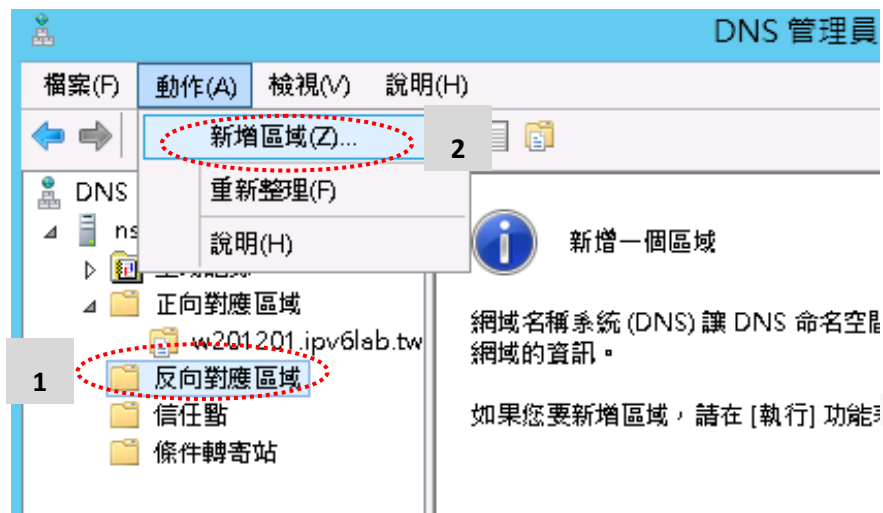 DNS 管理員
檔案(F) 動作(A) 檢視(V) 說明(H)
新增區域(Z)...
2
重新整理(F)
說明(H)
DNS
ns
新增一個區域
正向對應區域
w201201.ipv6lab.tw
網域名稱系統 (DNS) 讓 DNS 命名空間
網域的資訊。
1
反向對應區域
信任點
如果您要新增區域，請在 [執行] 功能
條件轉寄站